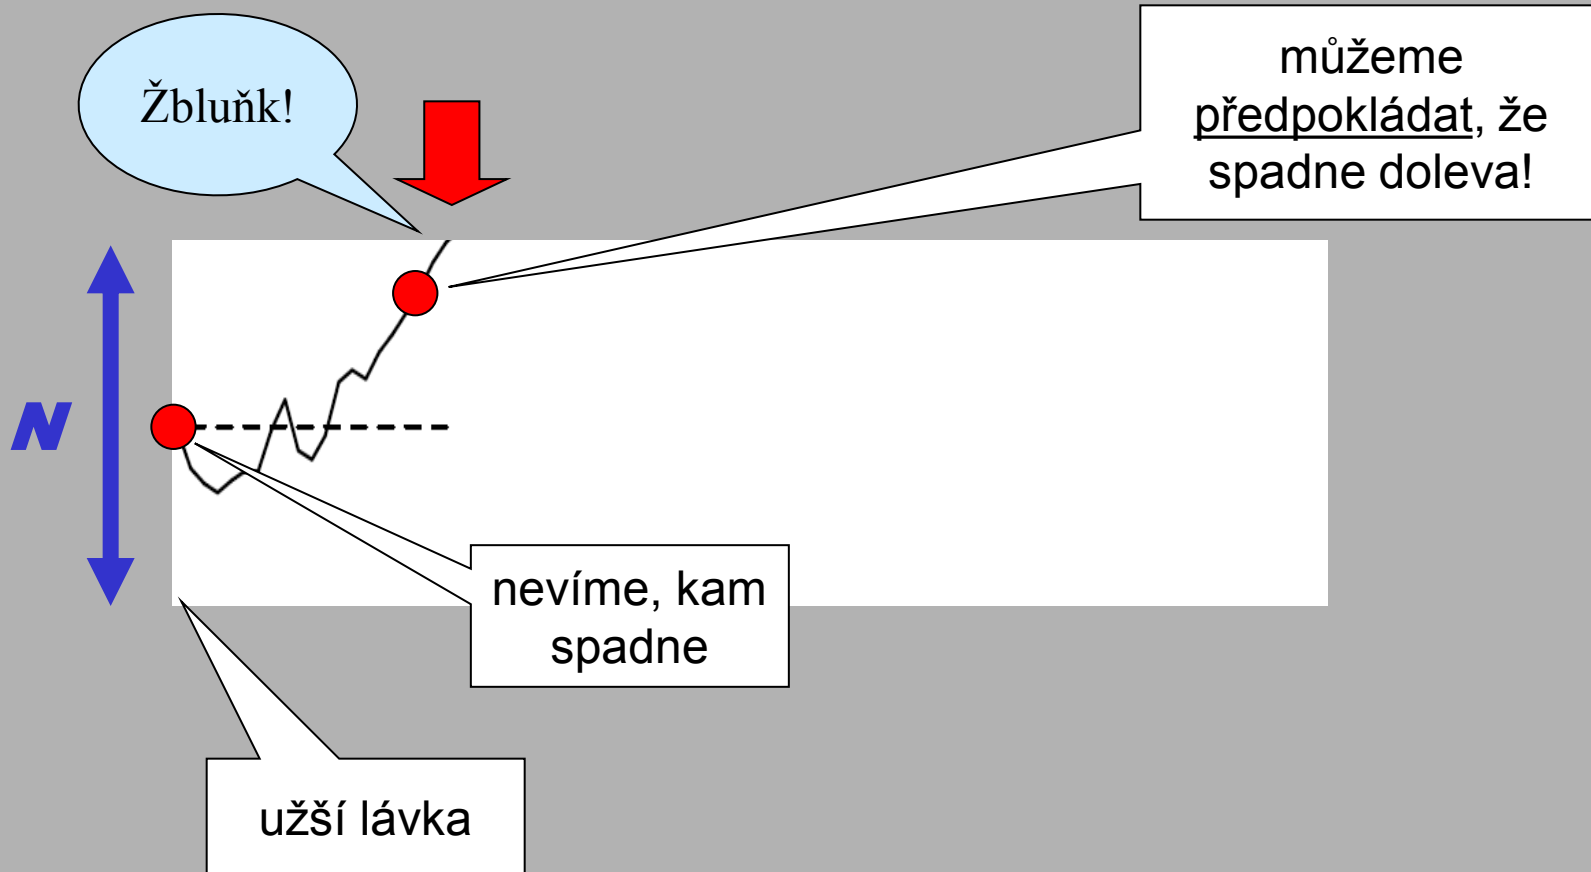 Žbluňk!
můžeme
předpokládat, že
spadne doleva!
N
nevíme, kam
spadne
užší lávka